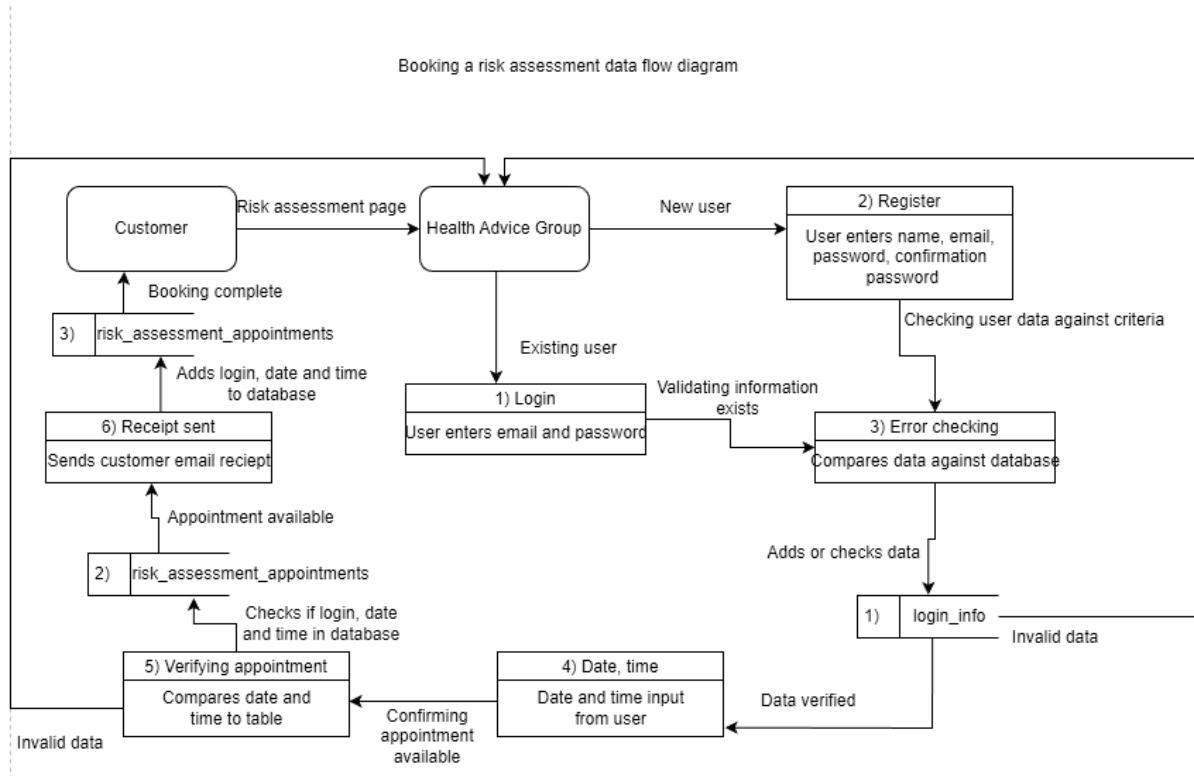 Booking a risk assessment data flow diagram
Customer
Risk assessment page
Health Advice Group
New user
2) Register
User enters name, email,
password, confirmation
password
Booking complete
Checking user data against criteria
3)
risk_assessment_appointments
Existing user
Adds login, date and time
to database
1) Login
User enters email and password
Validating information
exists
6) Receipt sent
Sends customer email reciept
3) Error checking
Compares data against database
Appointment available
Adds or checks data
2)
risk_assessment_appointments
Checks if login, date
and time in database
1)
login_info
Invalid data
5) Verifying appointment
Compares date and
time to table
4) Date, time
Date and time input
from user
Data verified
Confirming
appointment
available
Invalid data